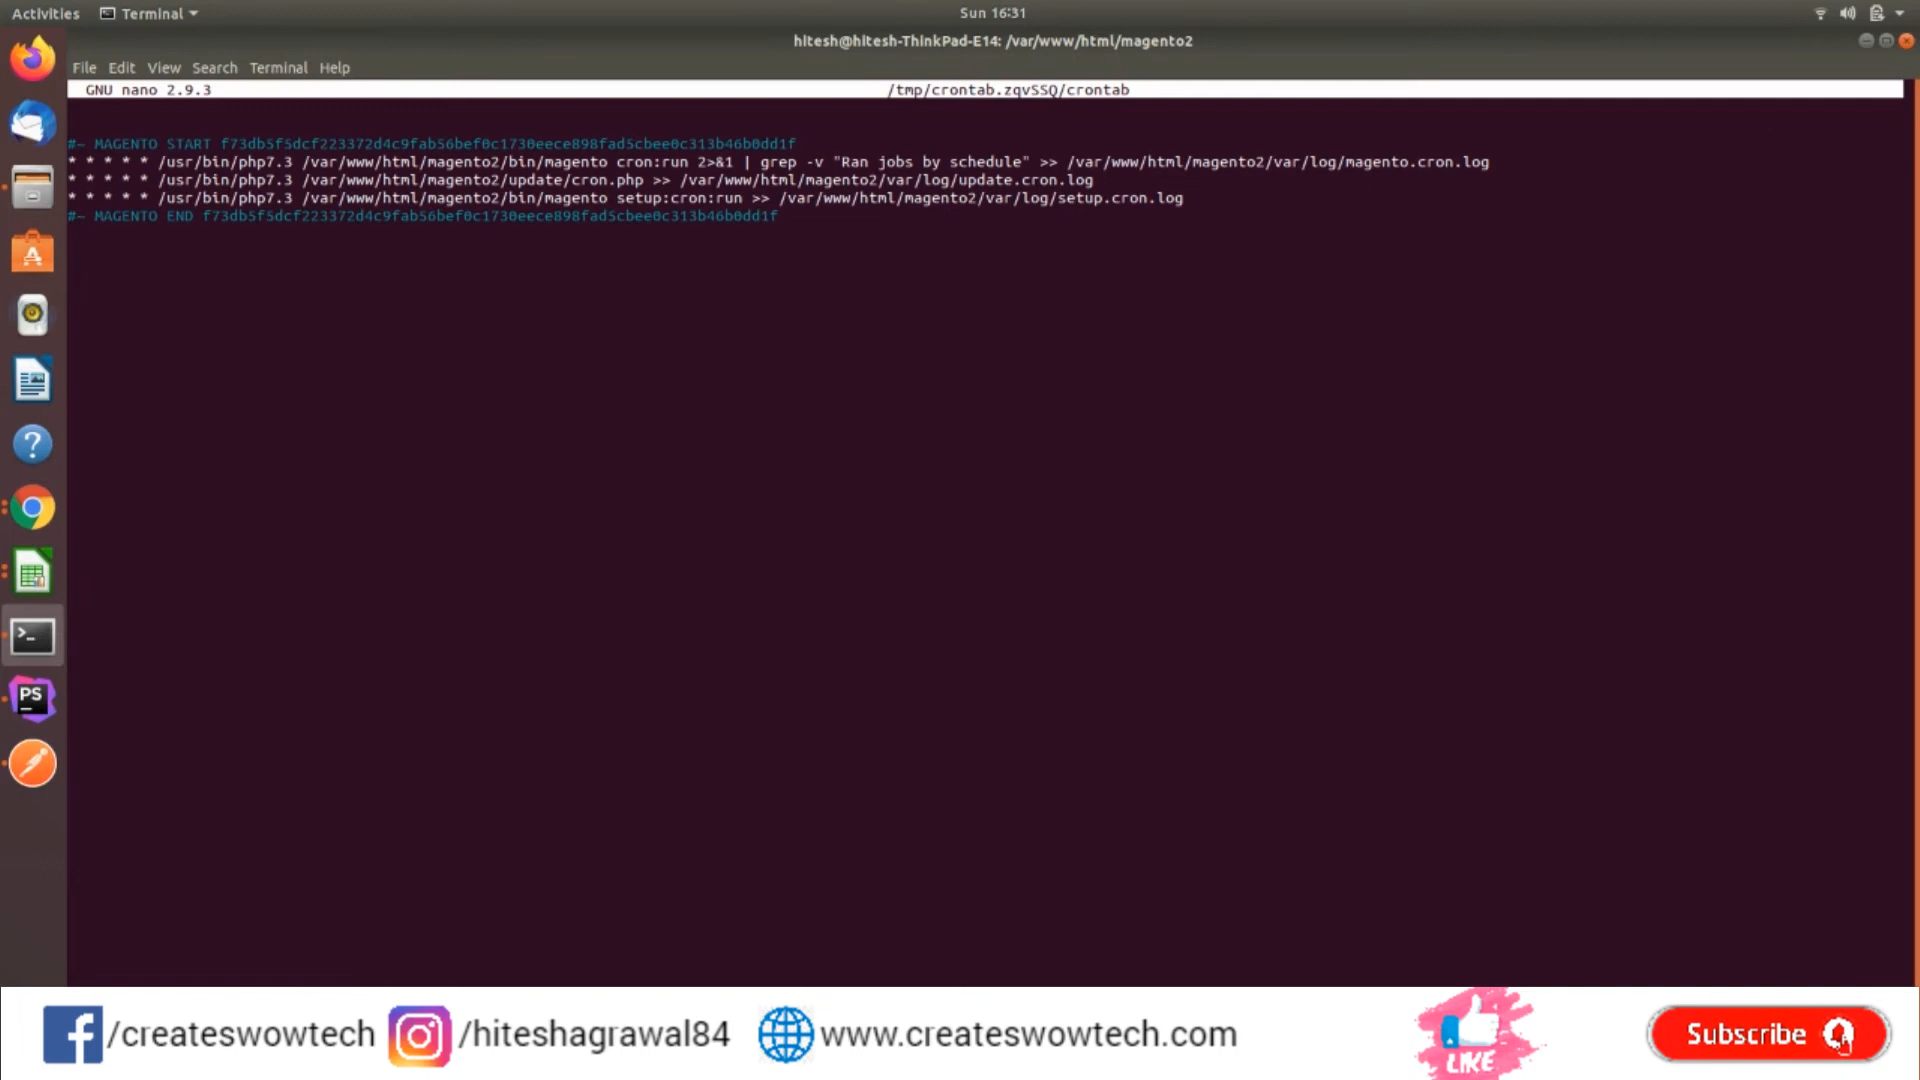 Activities Terminal Sun 16:31
hitesh@hitesh-ThinkPad-E14: /var/www/html/magento2
File Edit View Search Terminal Help
GNU nano 2.9.3 /tmp/crontab.zqvSSQ/crontab
#~ MAGENTO START f73db5f5dcf223372d4c9fab56bef0c1730eece898fad5cbee0c313b46b0dd1f
* * * * * /usr/bin/php7.3 /var/www/html/magento2/bin/magento cron:run 2>&1 | grep -v "Ran jobs by schedule" >> /var/www/html/magento2/var/log/magento.cron.log
* * * * * /usr/bin/php7.3 /var/www/html/magento2/update/cron.php >> /var/www/html/magento2/var/log/update.cron.log
* * * * * /usr/bin/php7.3 /var/www/html/magento2/bin/magento setup:cron:run >> /var/www/html/magento2/var/log/setup.cron.log
#~ MAGENTO END f73db5f5dcf223372d4c9fab56bef0c1730eece898fad5cbee0c313b46b0dd1f
PS
/createswowtech /hiteshagrawal84 www.createswowtech.com LIKE Subscribe